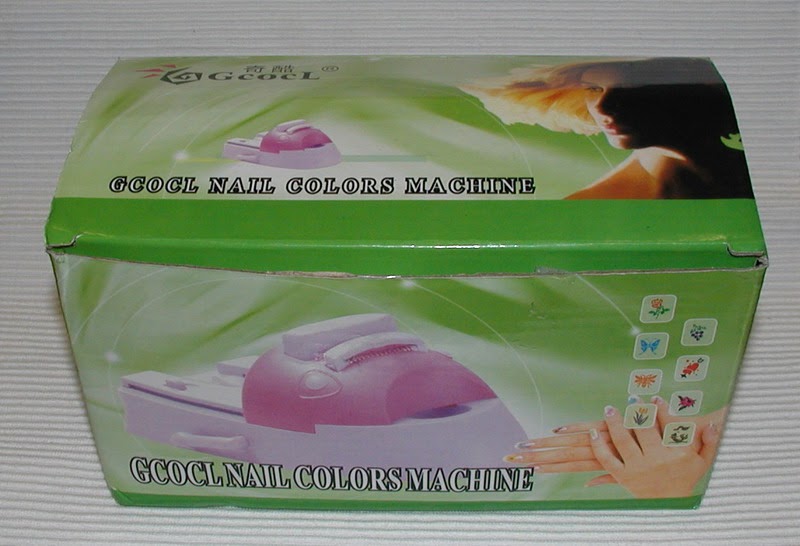 奇酷 ®
GCOCL
GCOCL NAIL COLORS MACHINE
GCOCL NAIL COLORS MACHINE